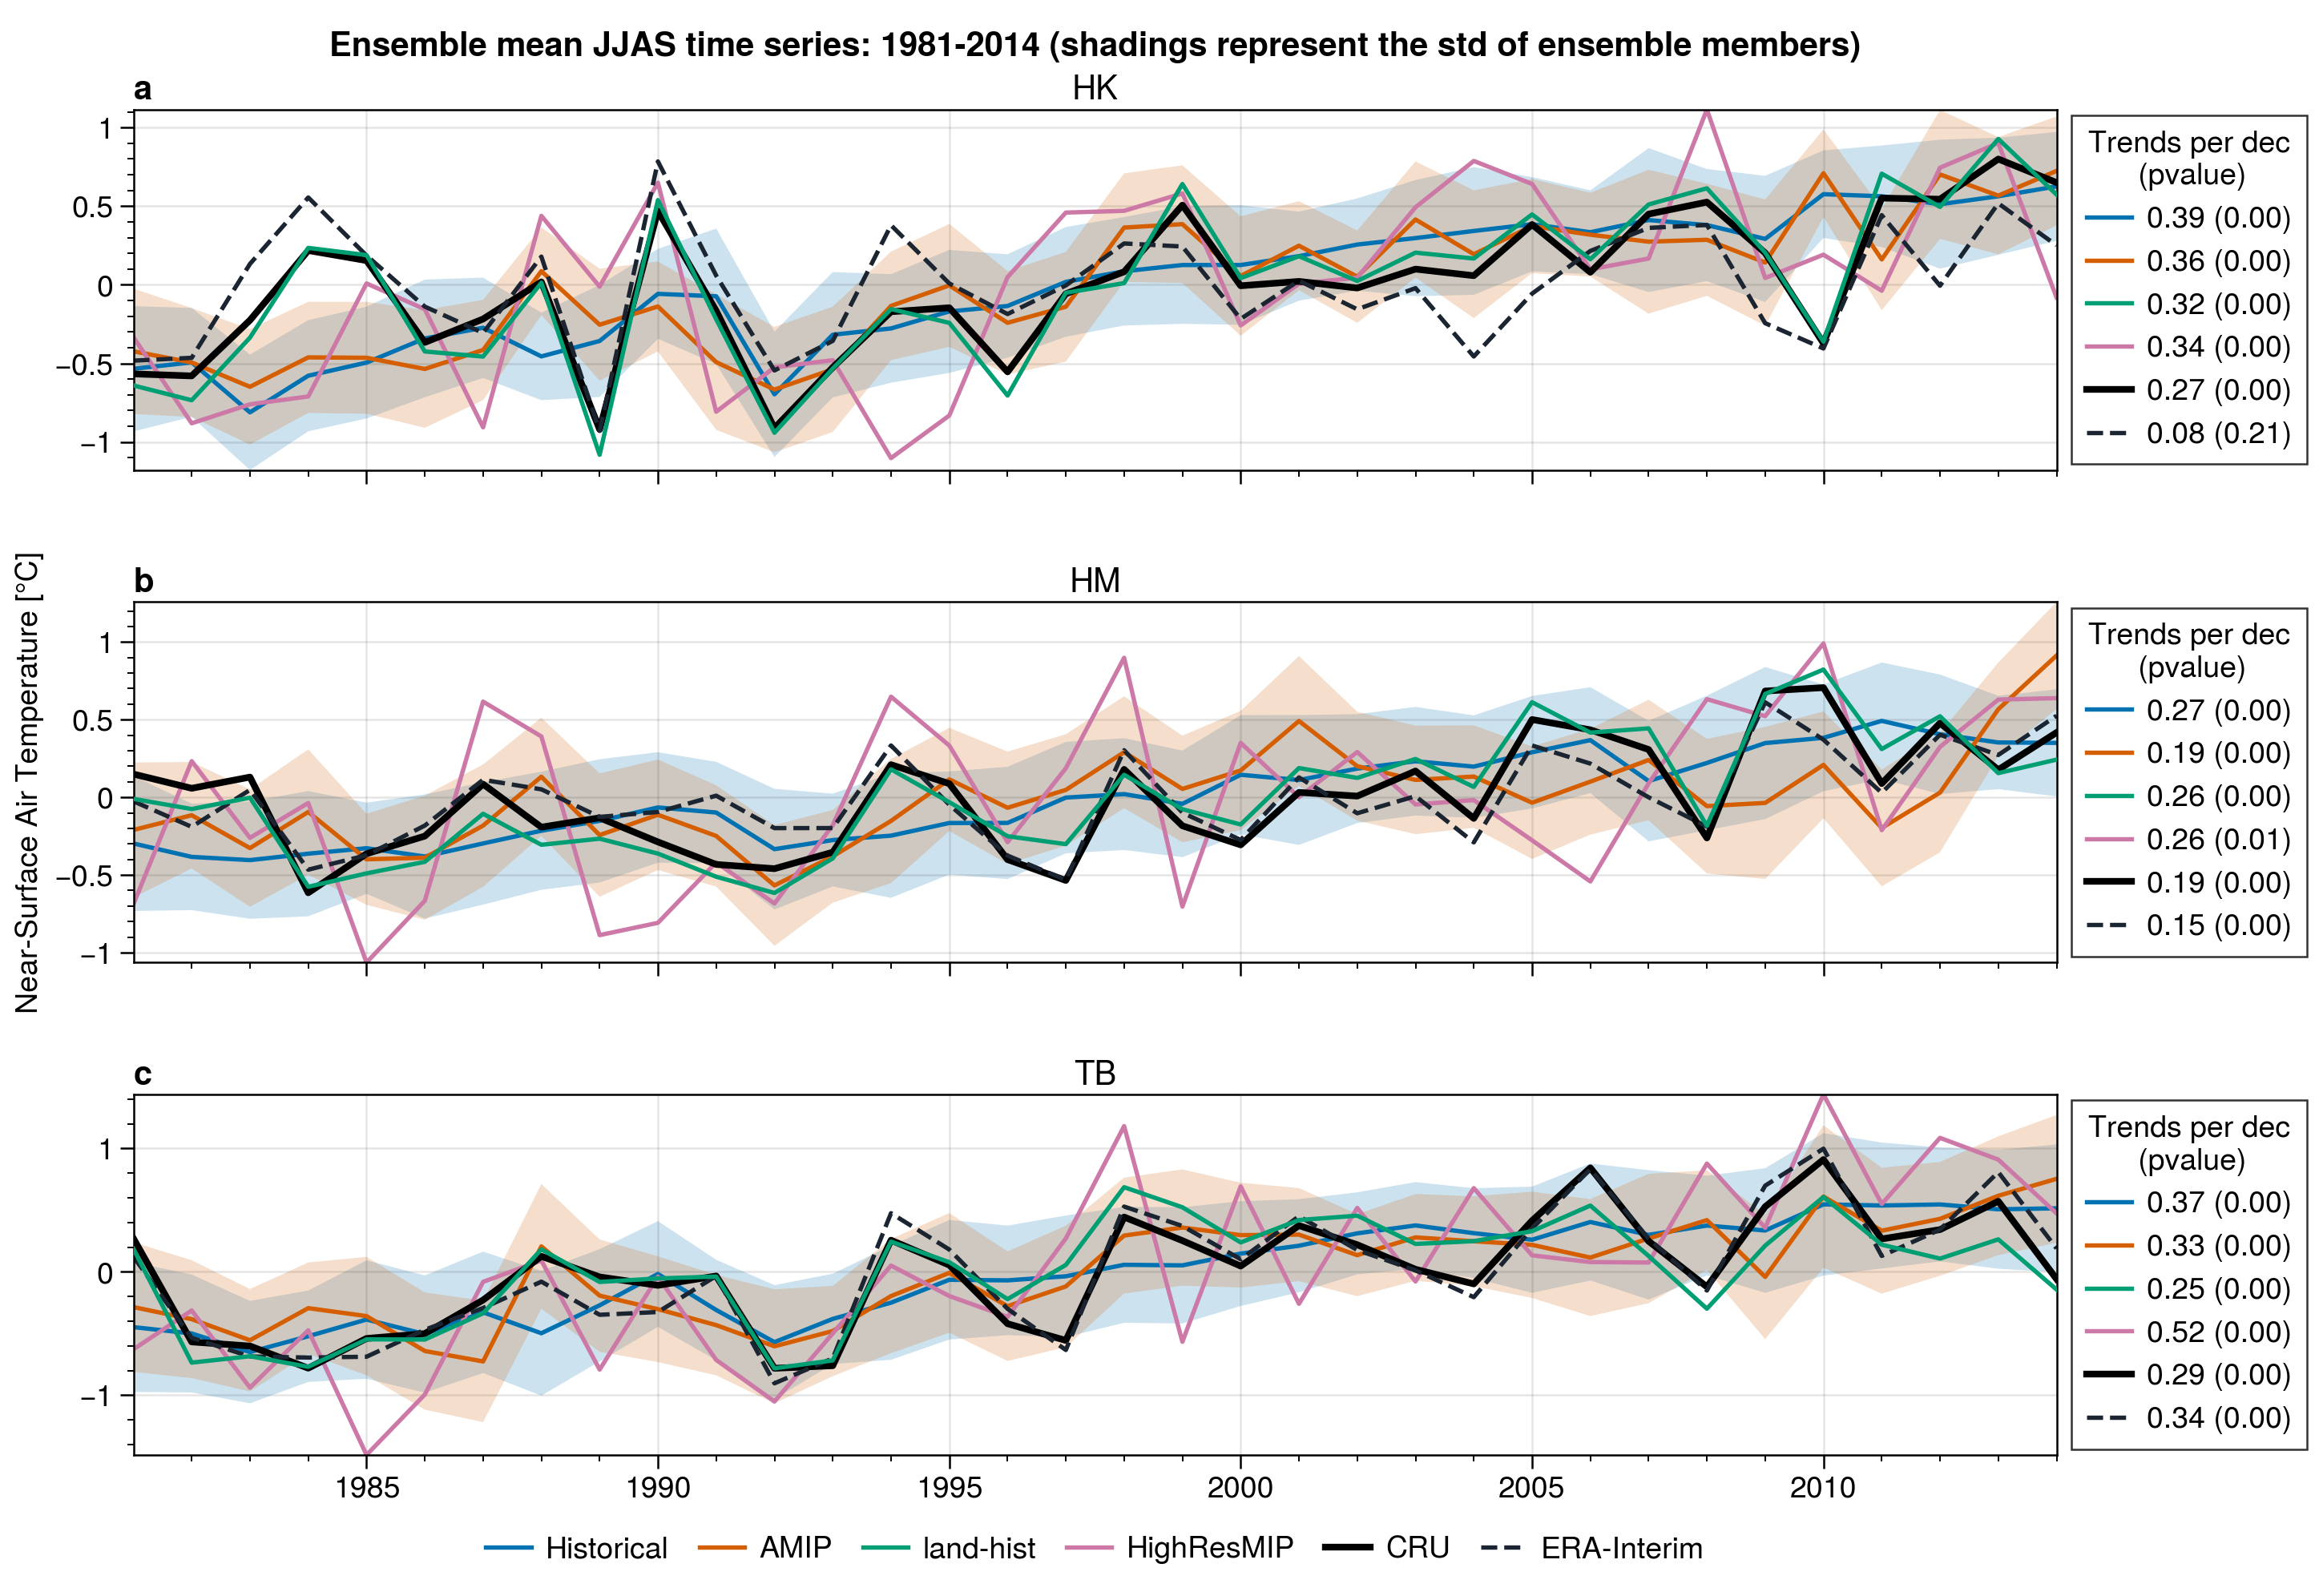 Ensemble mean JJAS time series: 1981-2014 (shadings represent the std of ensemble members)
a
HK
1
0.5
0
−0.5
−1
Trends per dec
(pvalue)
0.39 (0.00)
0.36 (0.00)
0.32 (0.00)
0.34 (0.00)
0.27 (0.00)
0.08 (0.21)
Near-Surface Air Temperature [°C]
b
HM
1
0.5
0
−0.5
−1
Trends per dec
(pvalue)
0.27 (0.00)
0.19 (0.00)
0.26 (0.00)
0.26 (0.01)
0.19 (0.00)
0.15 (0.00)
c
TB
1
0
−1
Trends per dec
(pvalue)
0.37 (0.00)
0.33 (0.00)
0.25 (0.00)
0.52 (0.00)
0.29 (0.00)
0.34 (0.00)
1985 1990 1995 2000 2005 2010
Historical AMIP land-hist HighResMIP CRU ERA-Interim